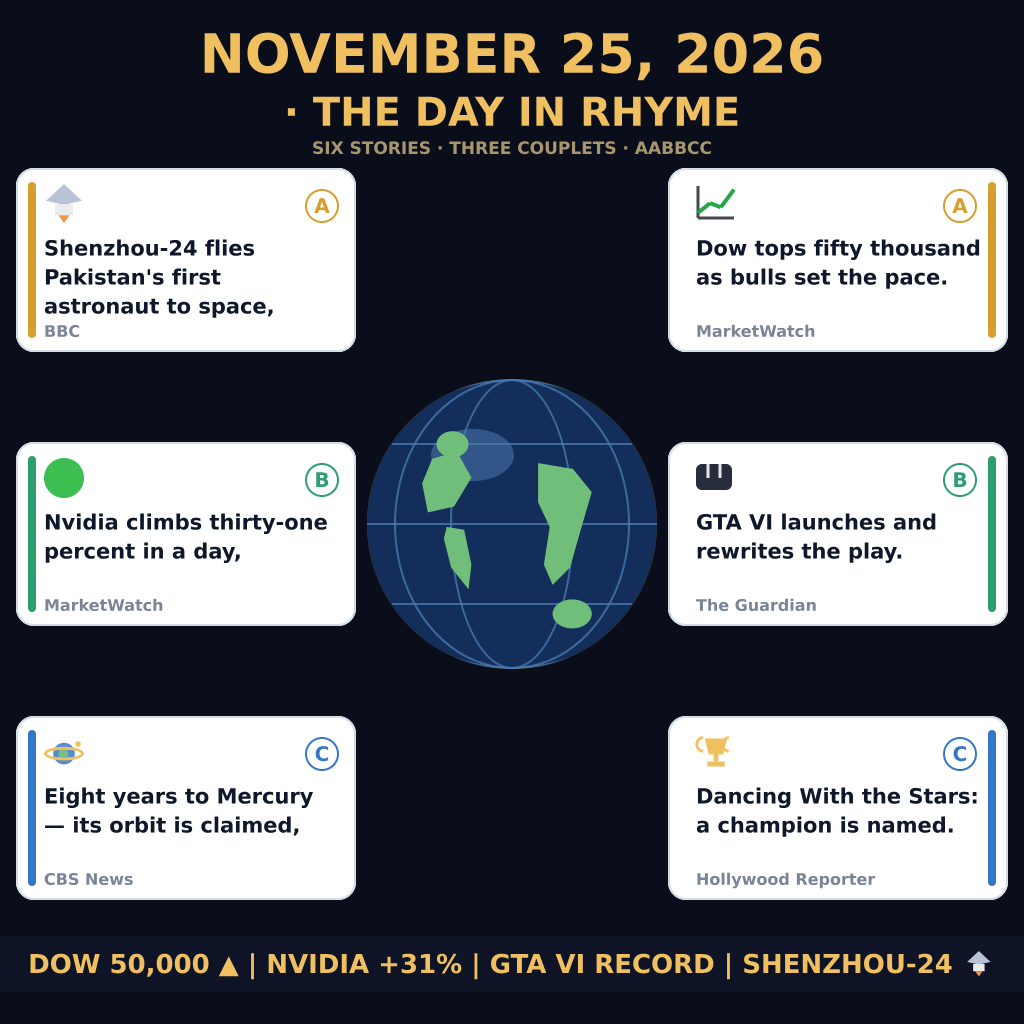 NOVEMBER 25, 2026
· THE DAY IN RHYME
SIX STORIES · THREE COUPLETS · AABBCC
A
Shenzhou-24 flies
Pakistan's first
astronaut to space,
BBC
A
Dow tops fifty thousand
as bulls set the pace.
MarketWatch
B
Nvidia climbs thirty-one
percent in a day,
MarketWatch
B
GTA VI launches and
rewrites the play.
The Guardian
C
Eight years to Mercury
— its orbit is claimed,
CBS News
C
Dancing With the Stars:
a champion is named.
Hollywood Reporter
DOW 50,000 ▲ | NVIDIA +31% | GTA VI RECORD | SHENZHOU-24